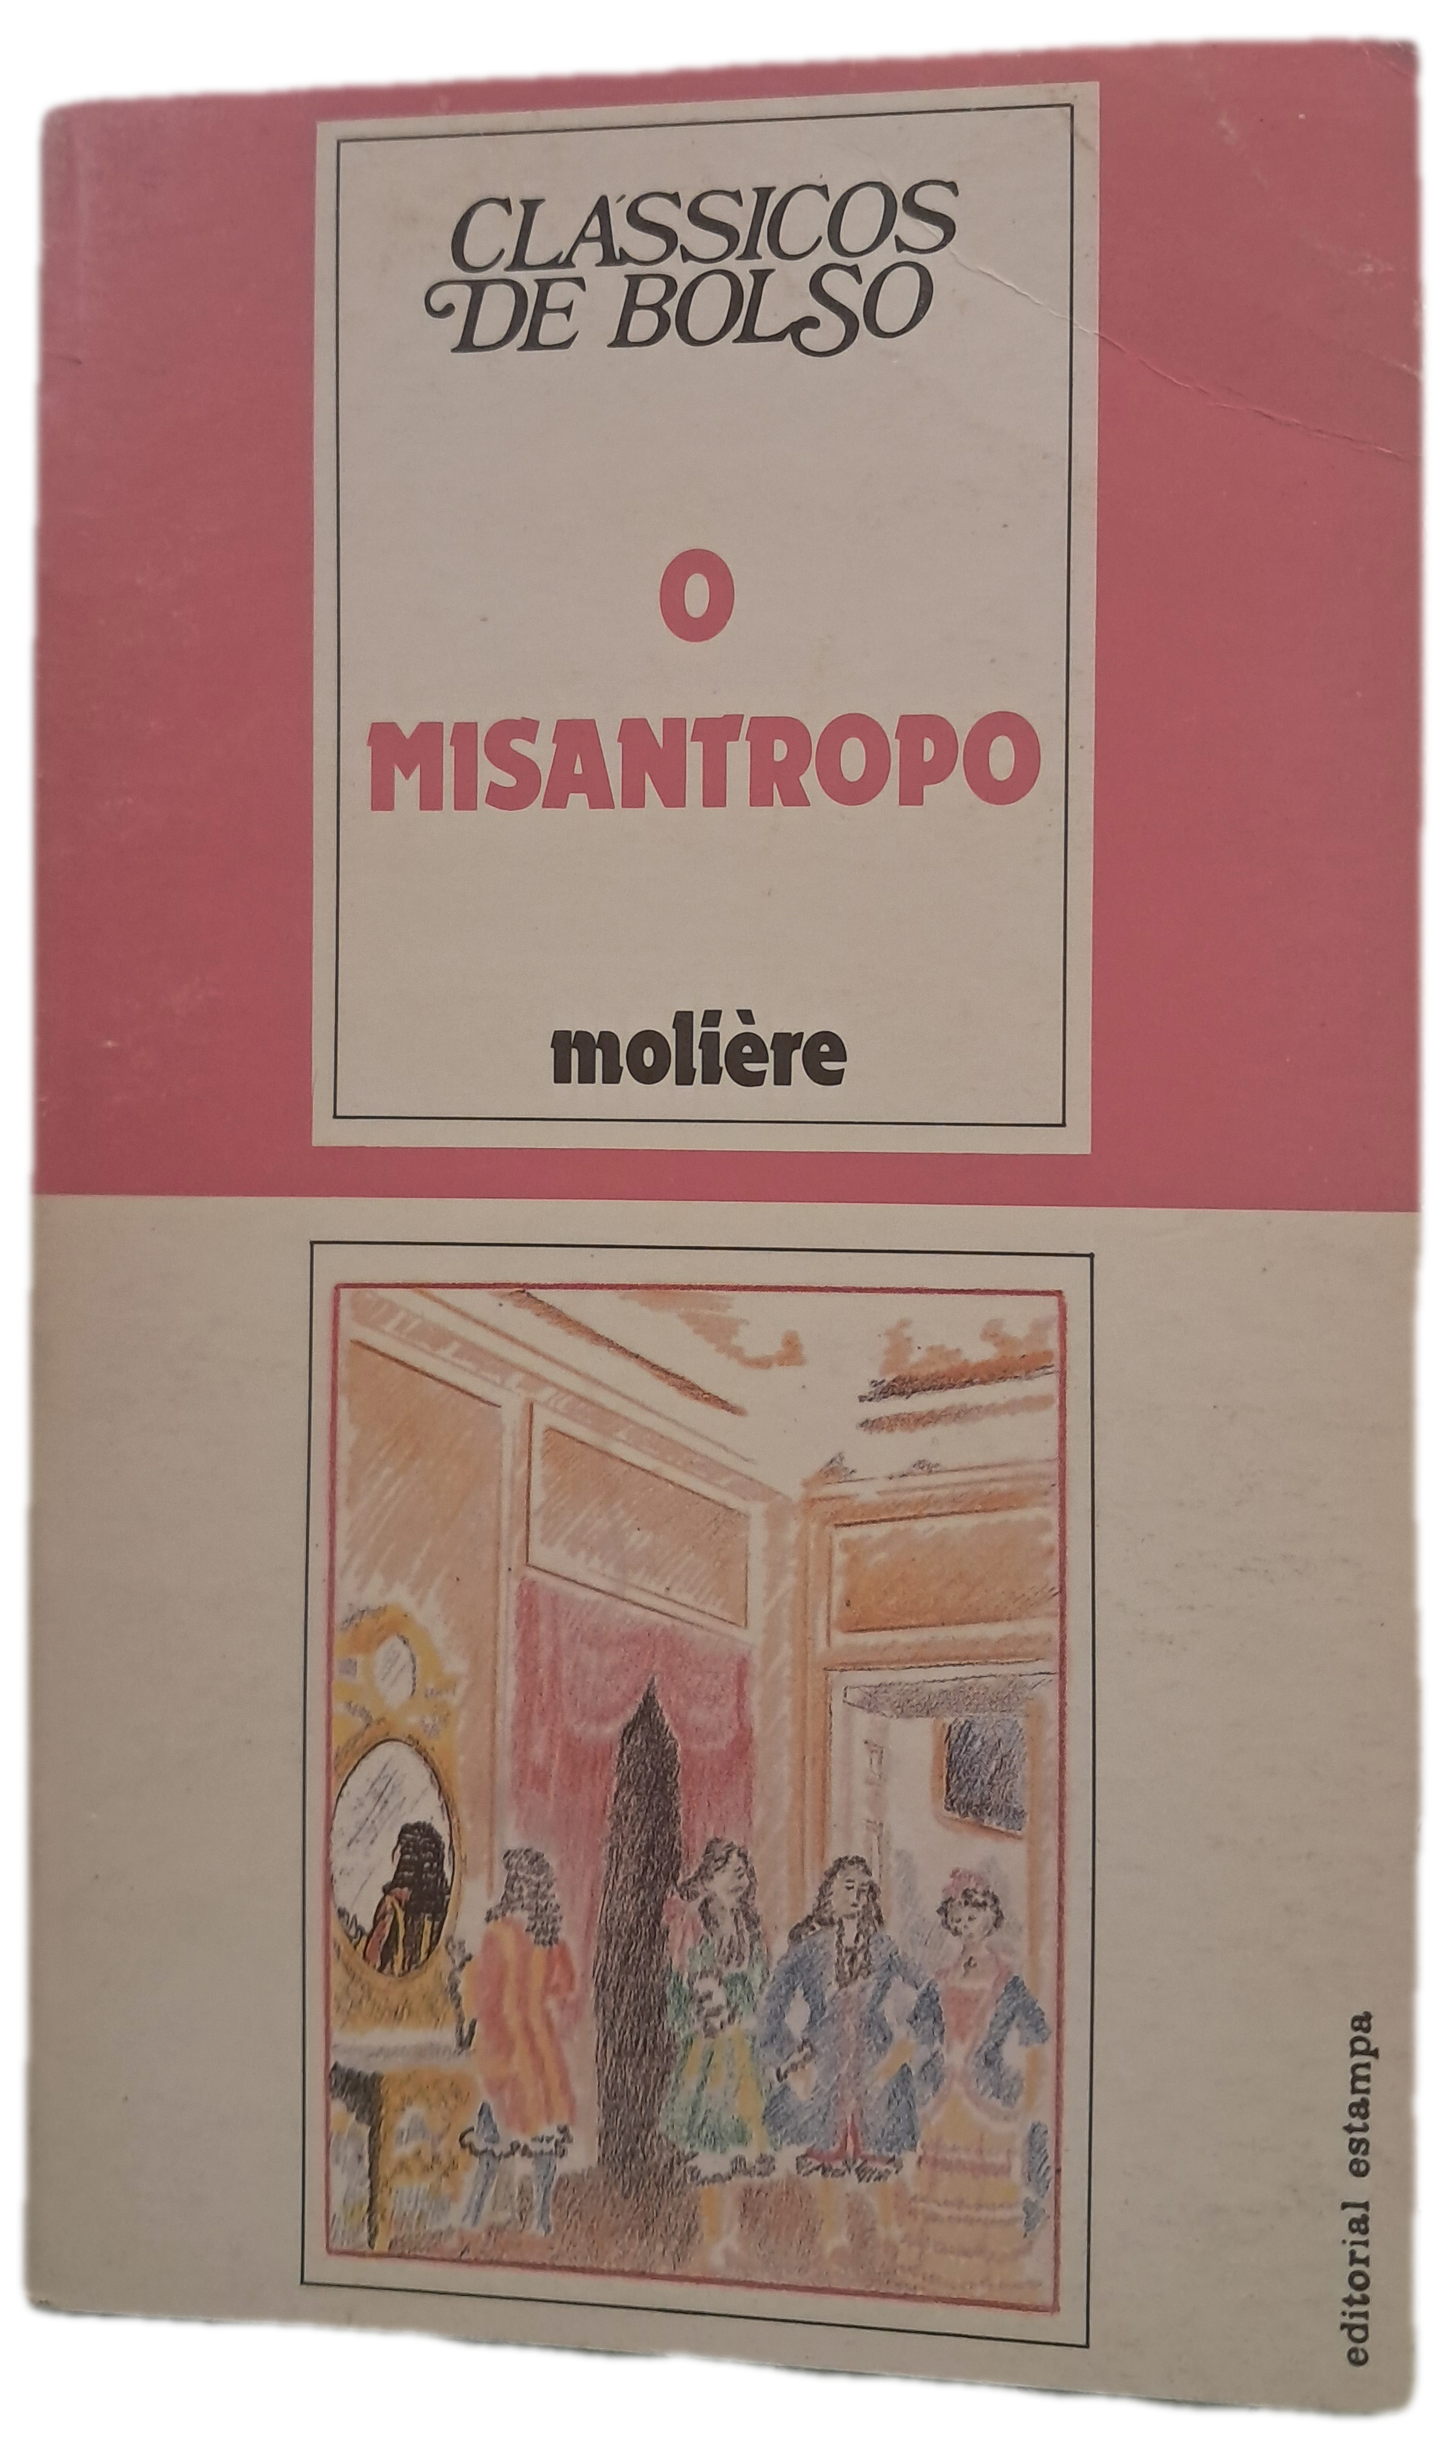 CLÁSSICOS
DE BOLSO
O
MISANTROPO
molière
editorial estampa